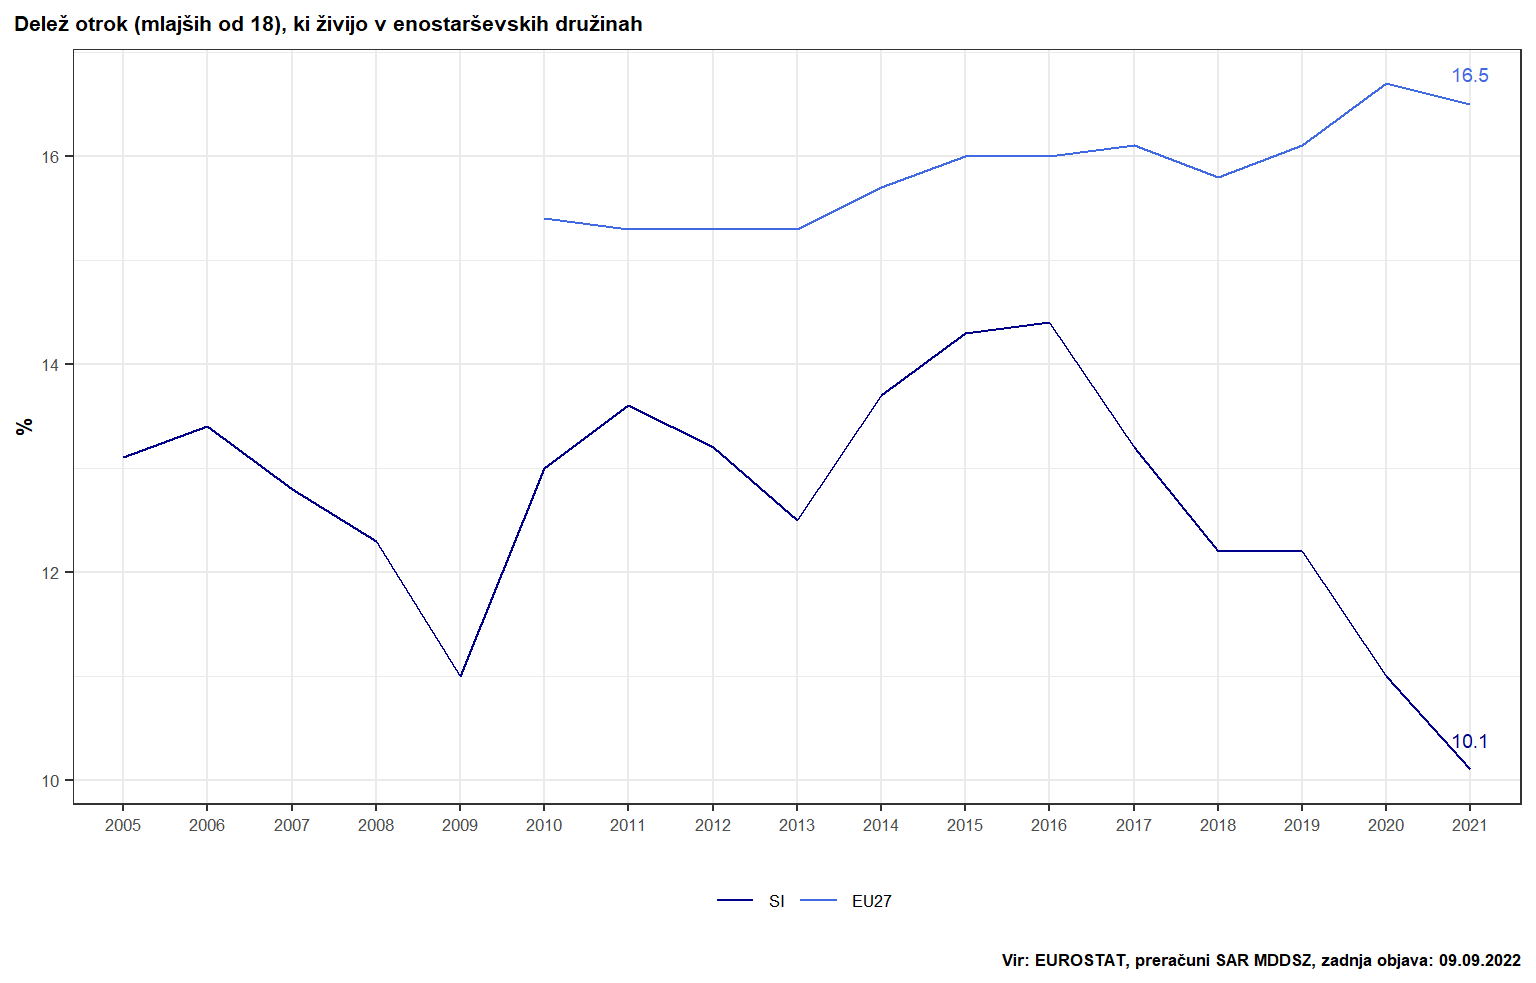 Delež otrok (mlajših od 18), ki živijo v enostarševskih družinah
16.5
16
14
%
12
10.1
10
2005 2006 2007 2008 2009 2010 2011 2012 2013 2014 2015 2016 2017 2018 2019 2020 2021
SI EU27
Vir: EUROSTAT, preračuni SAR MDDSZ, zadnja objava: 09.09.2022